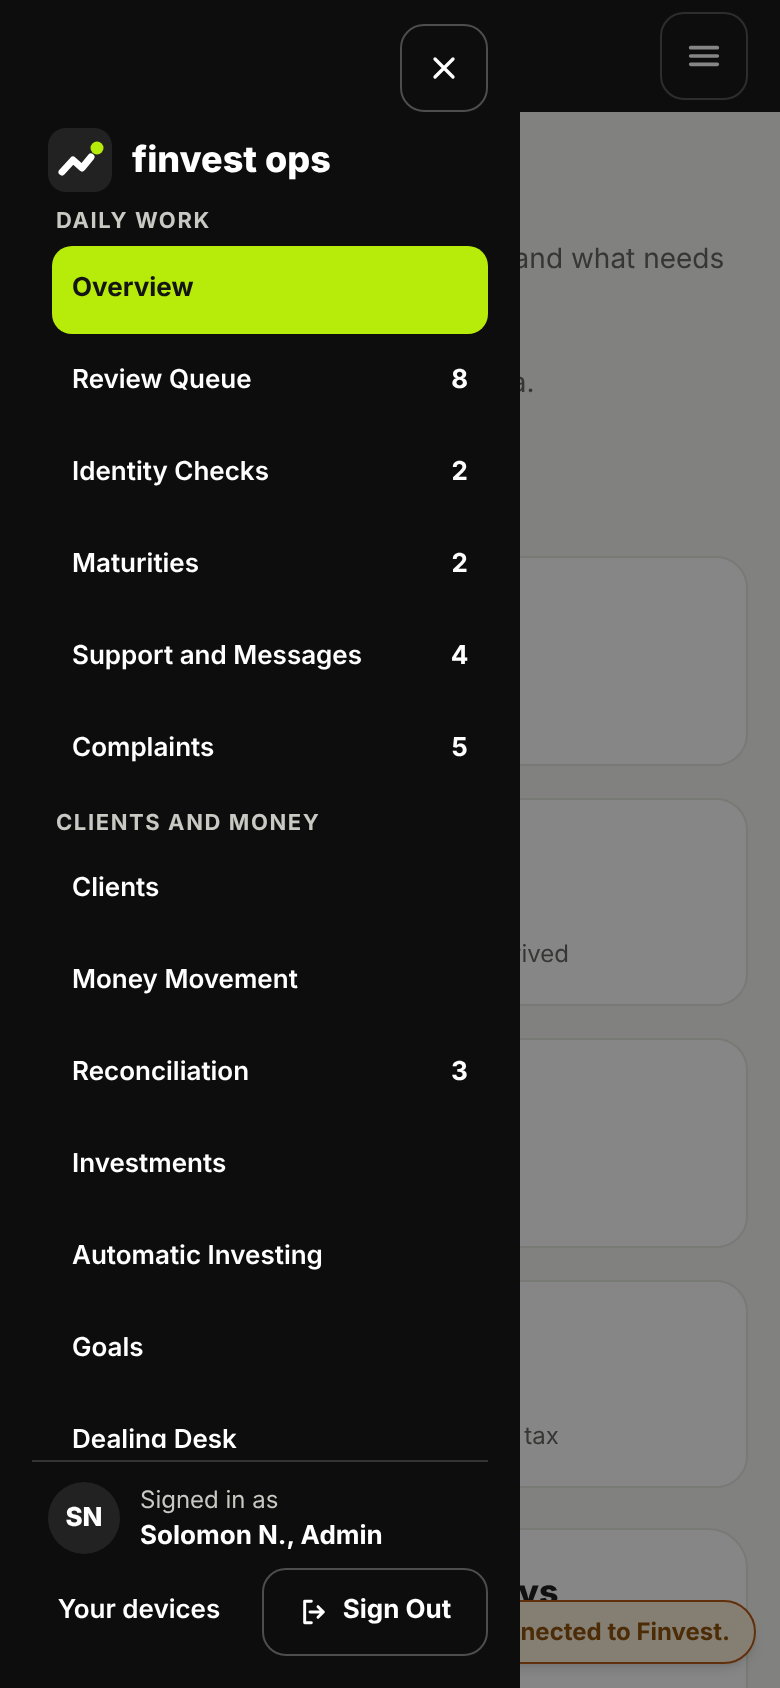 finvest ops
DAILY WORK
Overview
and what needs
Review Queue 8
a.
Identity Checks 2
Maturities 2
Support and Messages 4
Complaints 5
CLIENTS AND MONEY
Clients
ived
Money Movement
Reconciliation 3
Investments
Automatic Investing
Goals
Dealing Desk
tax
SN
Signed in as
Solomon N., Admin
ys
Your devices
Sign Out
nected to Finvest.